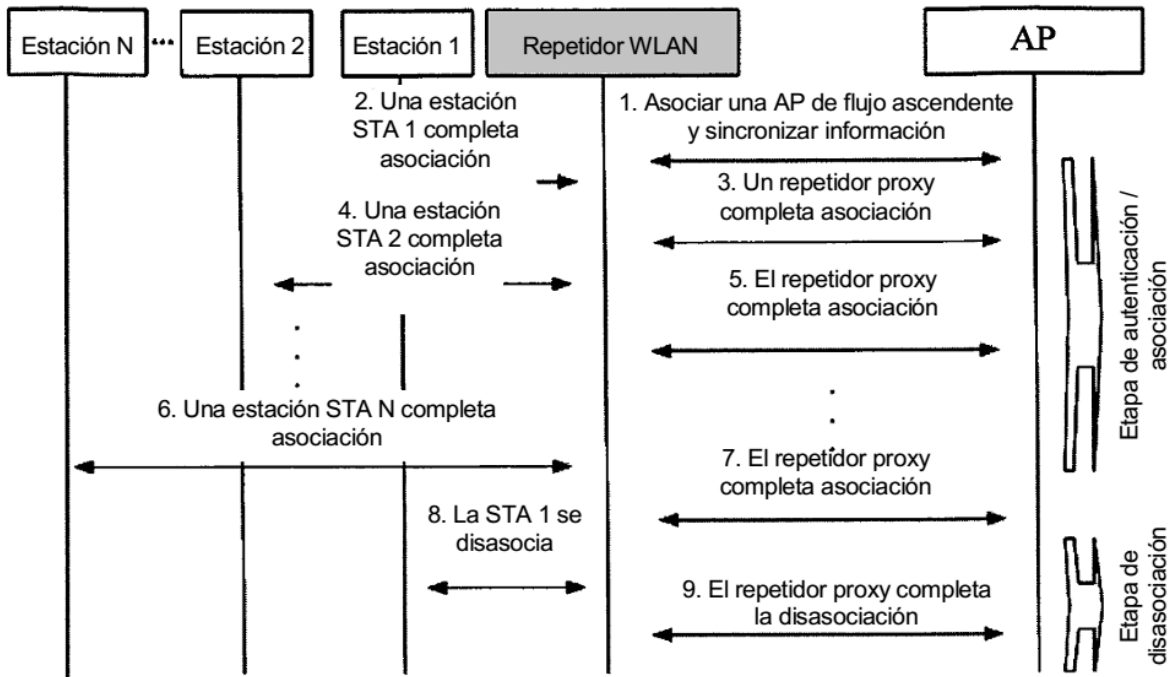 Estación N
Estación 2
Estación 1
Repetidor WLAN
AP
1. Asociar una AP de flujo ascendente
y sincronizar información
2. Una estación
STA 1 completa
asociación
3. Un repetidor proxy
completa asociación
4. Una estación
STA 2 completa
asociación
5. El repetidor proxy
completa asociación
6. Una estación STA N completa
asociación
7. El repetidor proxy
completa asociación
8. La STA 1 se
disasocia
9. El repetidor proxy completa
la disasociación
Etapa de autenticación /
asociación
Etapa de
disasociación